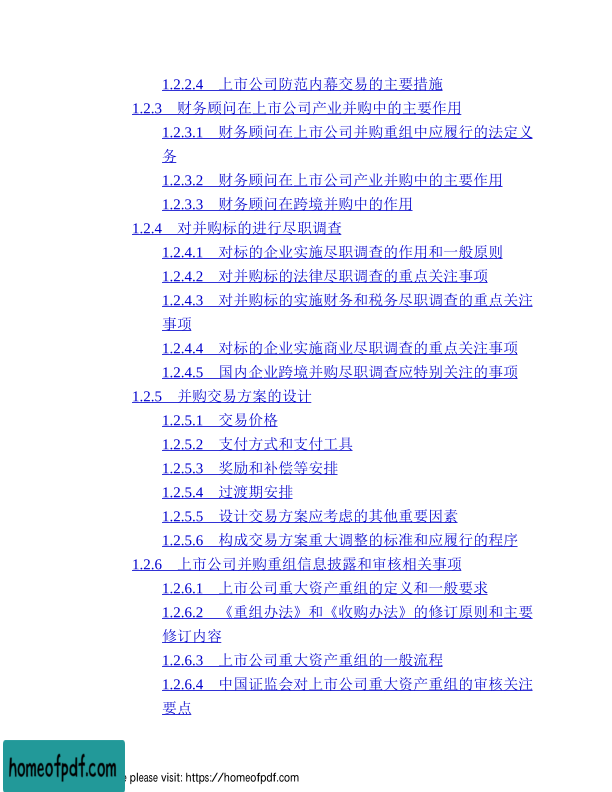 1.2.2.4 上市公司防范内幕交易的主要措施
1.2.3 财务顾问在上市公司产业并购中的主要作用
1.2.3.1 财务顾问在上市公司并购重组中应履行的法定义
务
1.2.3.2 财务顾问在上市公司产业并购中的主要作用
1.2.3.3 财务顾问在跨境并购中的作用
1.2.4 对并购标的进行尽职调查
1.2.4.1 对标的企业实施尽职调查的作用和一般原则
1.2.4.2 对并购标的法律尽职调查的重点关注事项
1.2.4.3 对并购标的实施财务和税务尽职调查的重点关注
事项
1.2.4.4 对标的企业实施商业尽职调查的重点关注事项
1.2.4.5 国内企业跨境并购尽职调查应特别关注的事项
1.2.5 并购交易方案的设计
1.2.5.1 交易价格
1.2.5.2 支付方式和支付工具
1.2.5.3 奖励和补偿等安排
1.2.5.4 过渡期安排
1.2.5.5 设计交易方案应考虑的其他重要因素
1.2.5.6 构成交易方案重大调整的标准和应履行的程序
1.2.6 上市公司并购重组信息披露和审核相关事项
1.2.6.1 上市公司重大资产重组的定义和一般要求
1.2.6.2 《重组办法》和《收购办法》的修订原则和主要
修订内容
1.2.6.3 上市公司重大资产重组的一般流程
1.2.6.4 中国证监会对上市公司重大资产重组的审核关注
要点
homeofpdf.com
please visit: https://homeofpdf.com